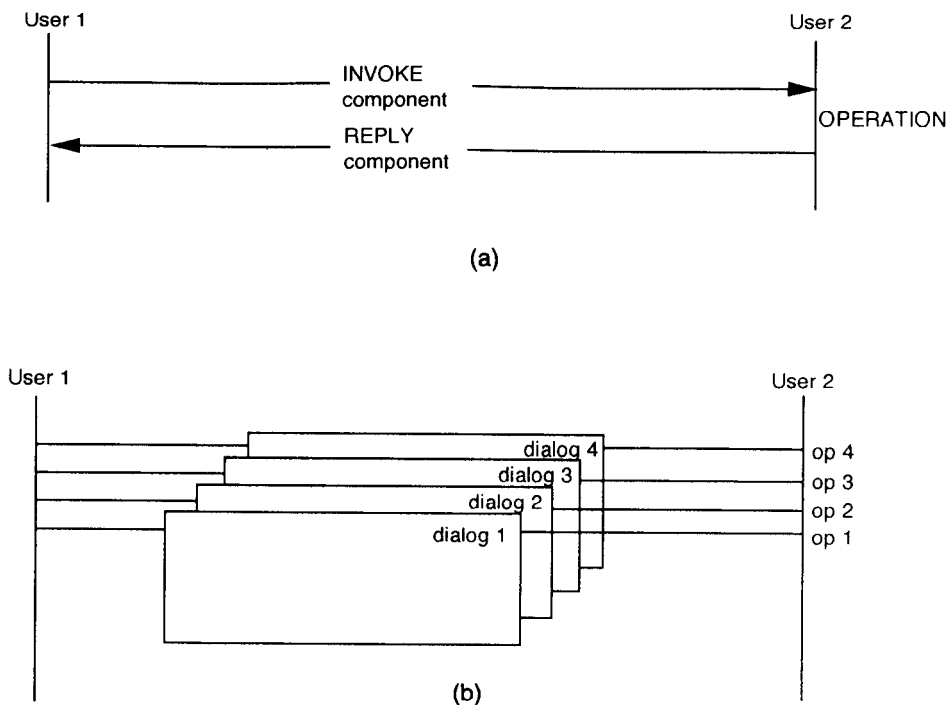 User 1
User 2
INVOKE
component
OPERATION
REPLY
component
(a)
User 1
User 2
dialog 4
op 4
dialog 3
op 3
dialog 2
op 2
dialog 1
op 1
(b)